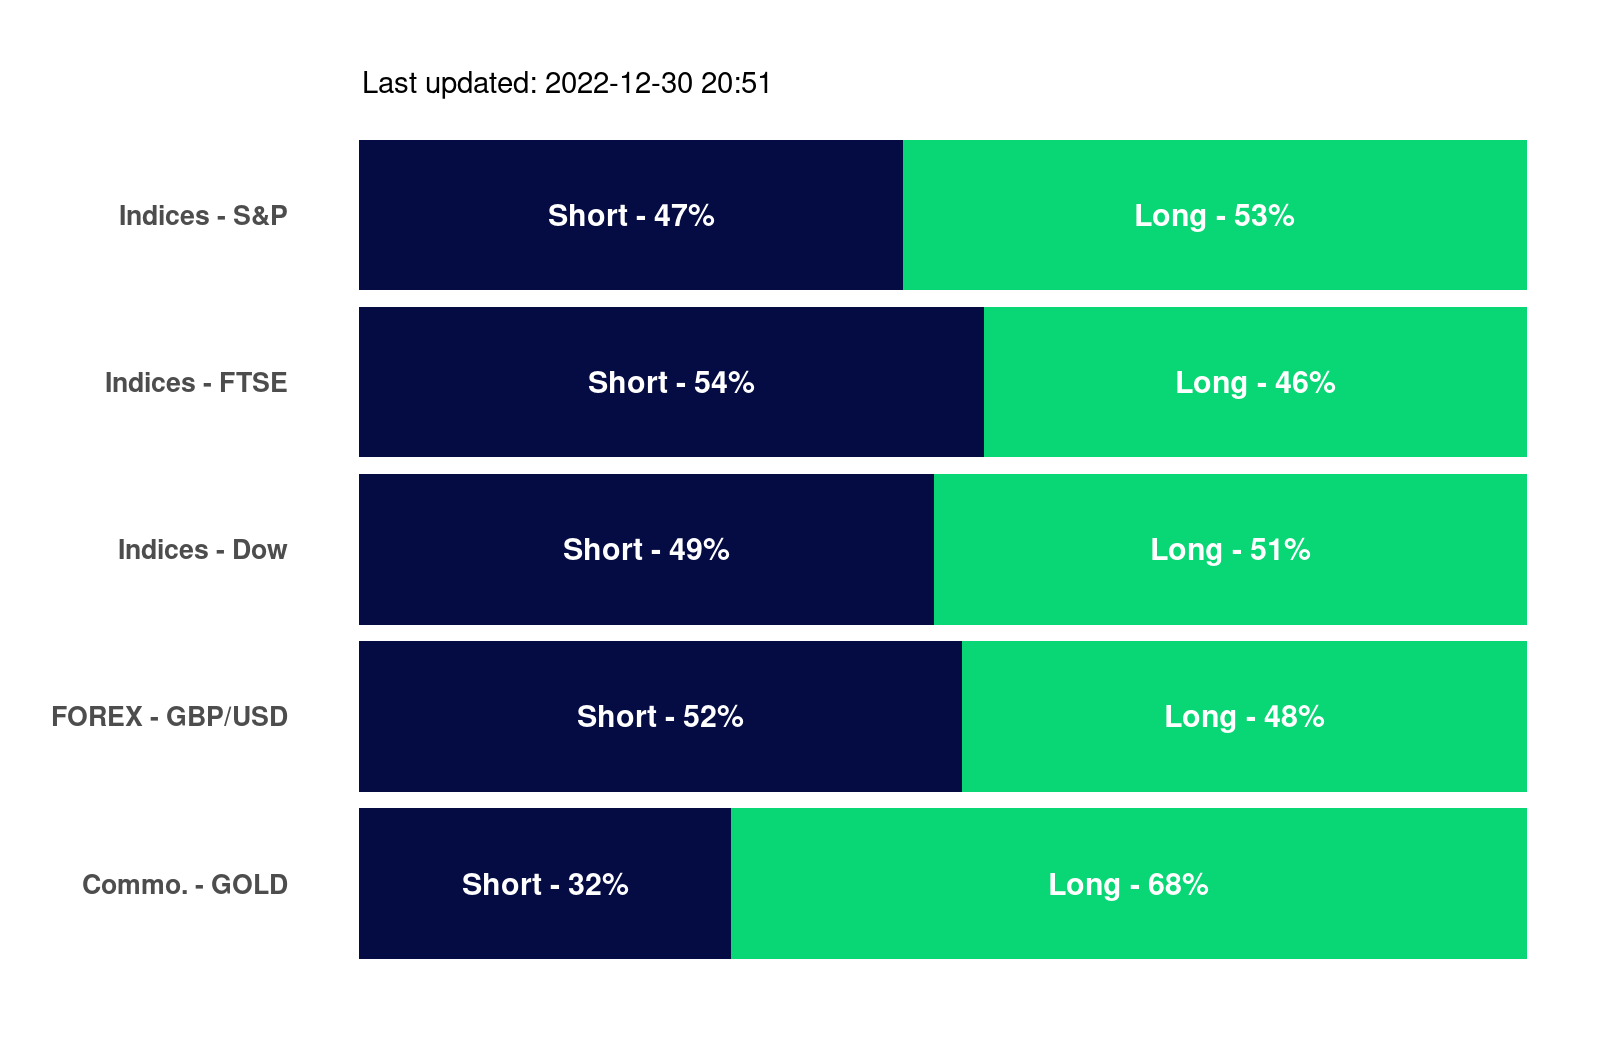 Last updated: 2022-12-30 20:51
Indices - S&P Short - 47% Long - 53%
Indices - FTSE Short - 54% Long - 46%
Indices - Dow Short - 49% Long - 51%
FOREX - GBP/USD Short - 52% Long - 48%
Commo. - GOLD Short - 32% Long - 68%